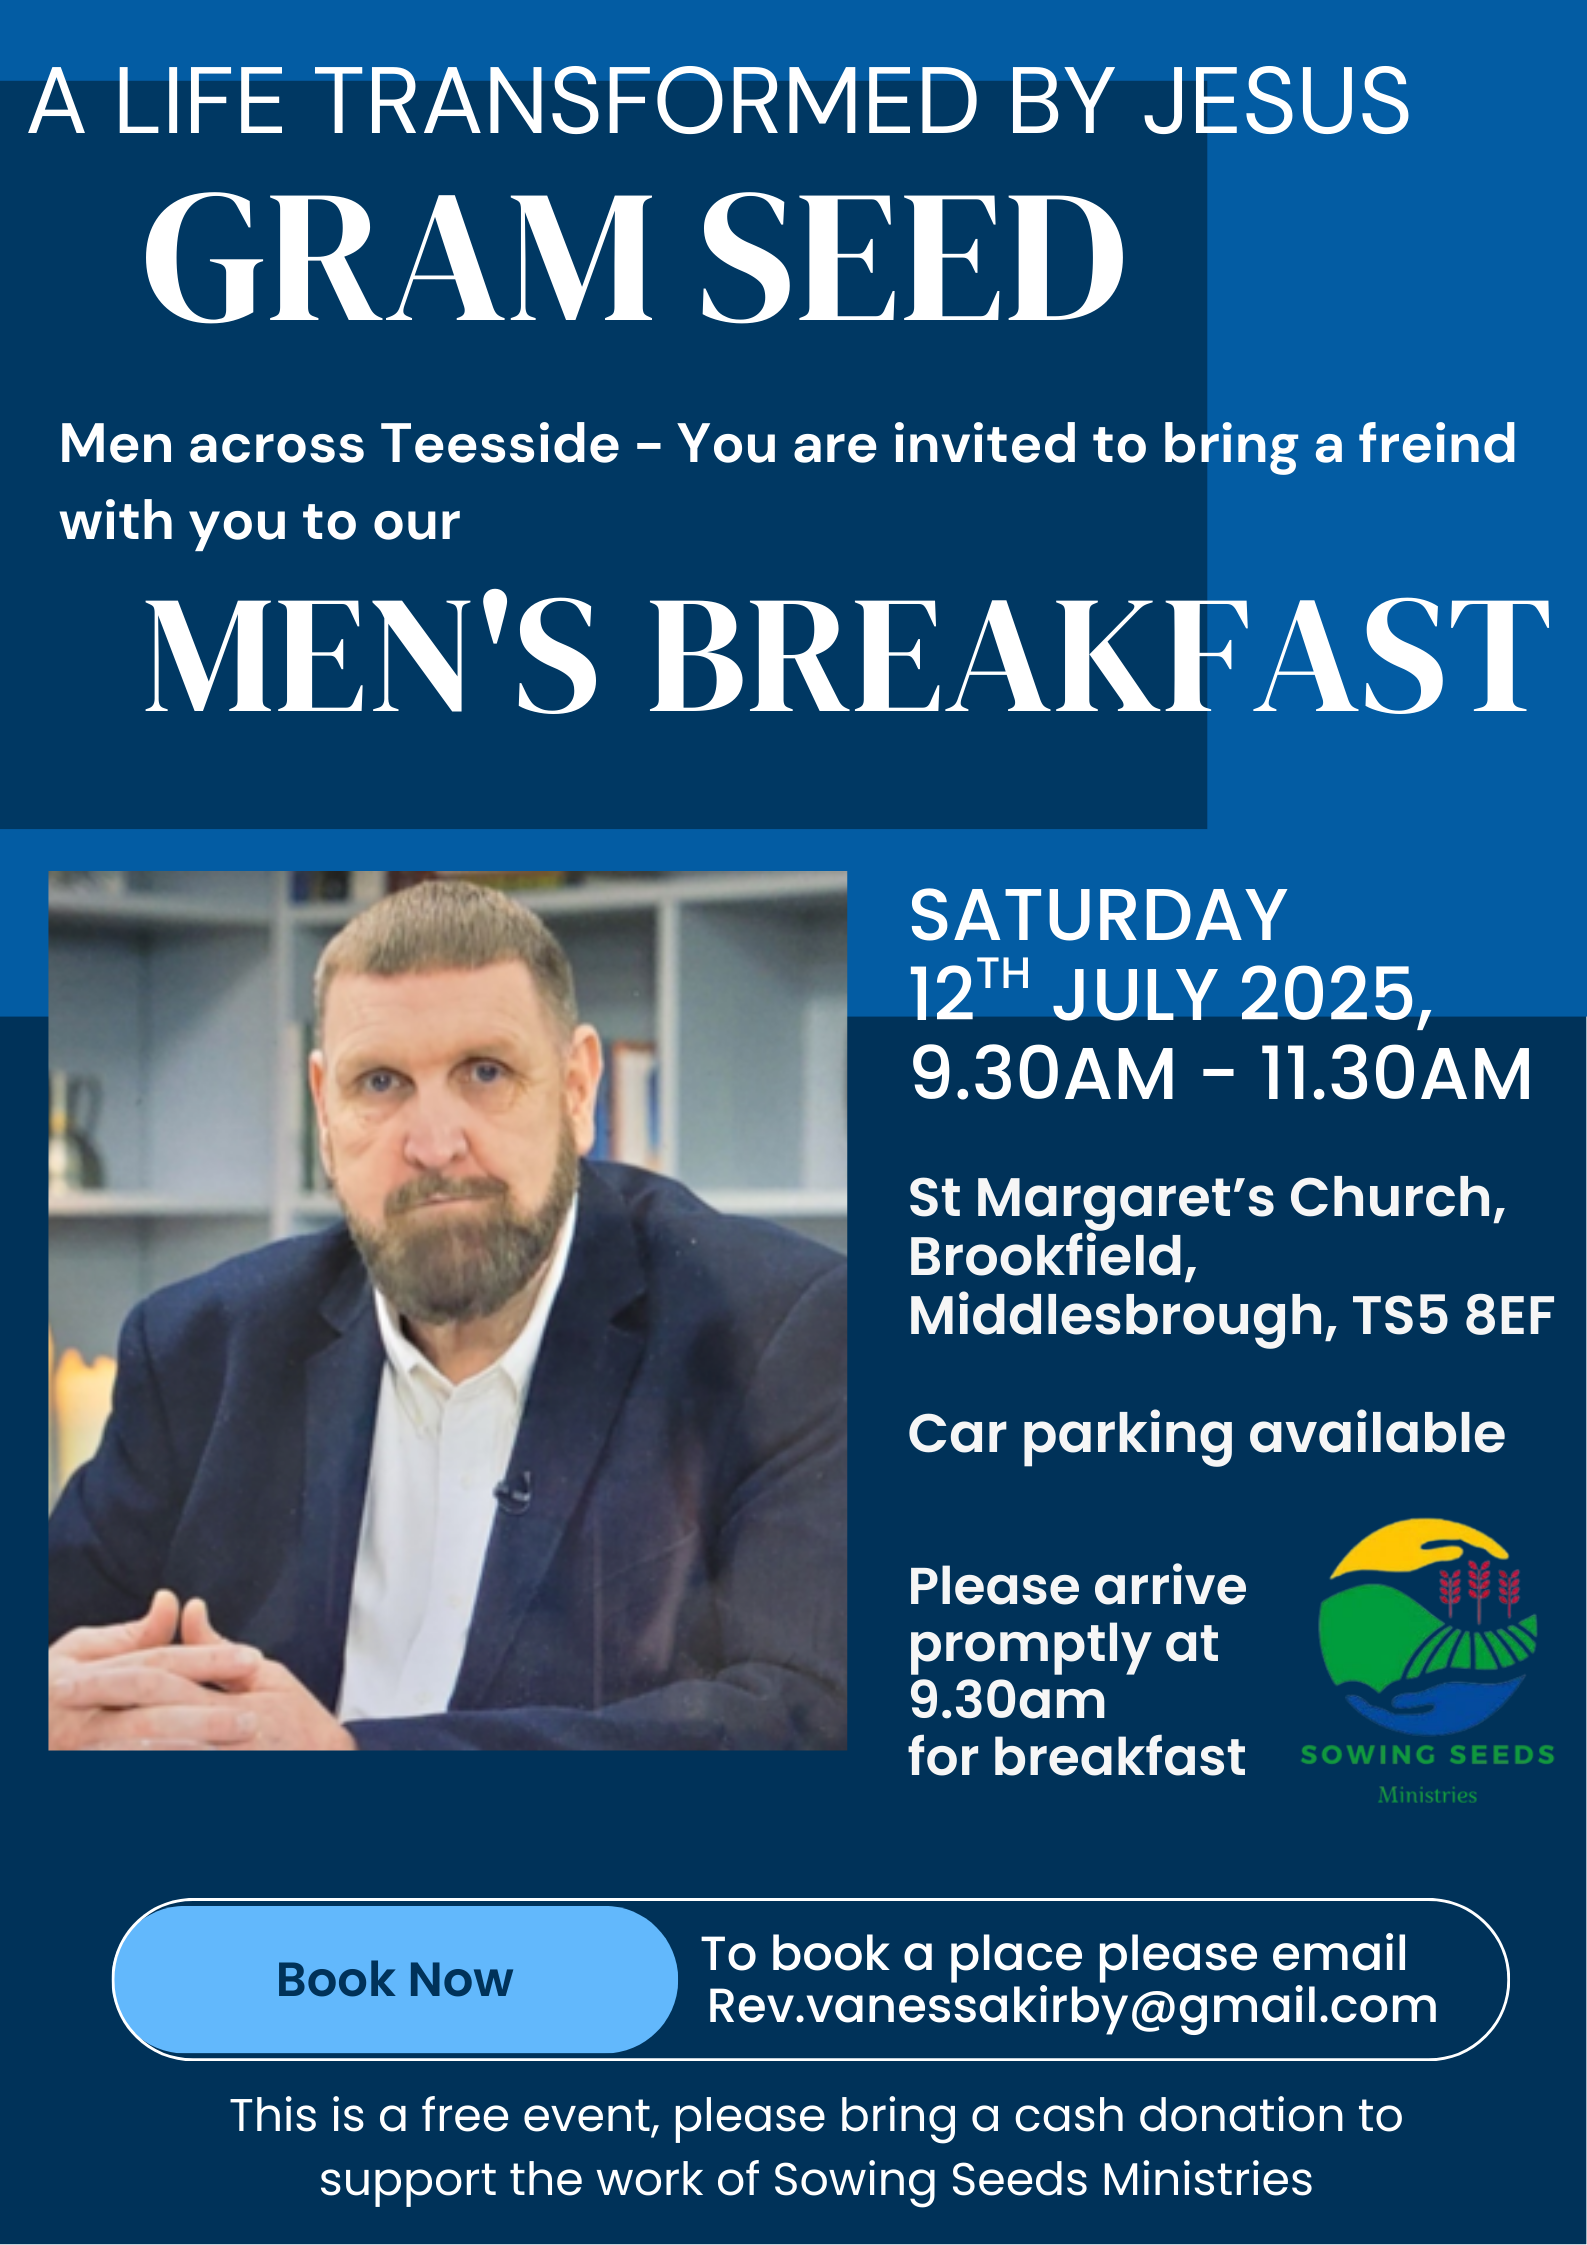 A LIFE TRANSFORMED BY JESUS
GRAM SEED
Men across Teesside - You are invited to bring a freind
with you to our
MEN'S BREAKFAST
SATURDAY
12TH JULY 2025,
9.30AM - 11.30AM
St Margaret’s Church,
Brookfield,
Middlesbrough, TS5 8EF
Car parking available
Please arrive
promptly at
9.30am
for breakfast
SOWING SEEDS
Ministries
Book Now
To book a place please email
Rev.vanessakirby@gmail.com
This is a free event, please bring a cash donation to
support the work of Sowing Seeds Ministries